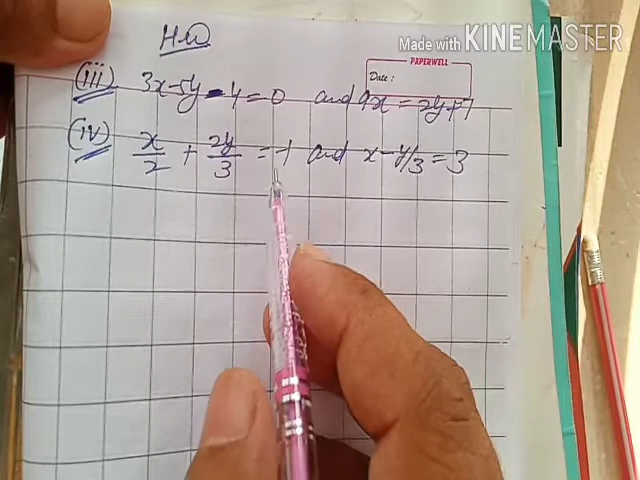 Made with KINEMASTER
H.W
PAPERWELL
Date :
(iii) 3x-5y-4=0 and 9x = 2y+7
(iv) x/2 + 2y/3 = -1 and x - y/3 = 3